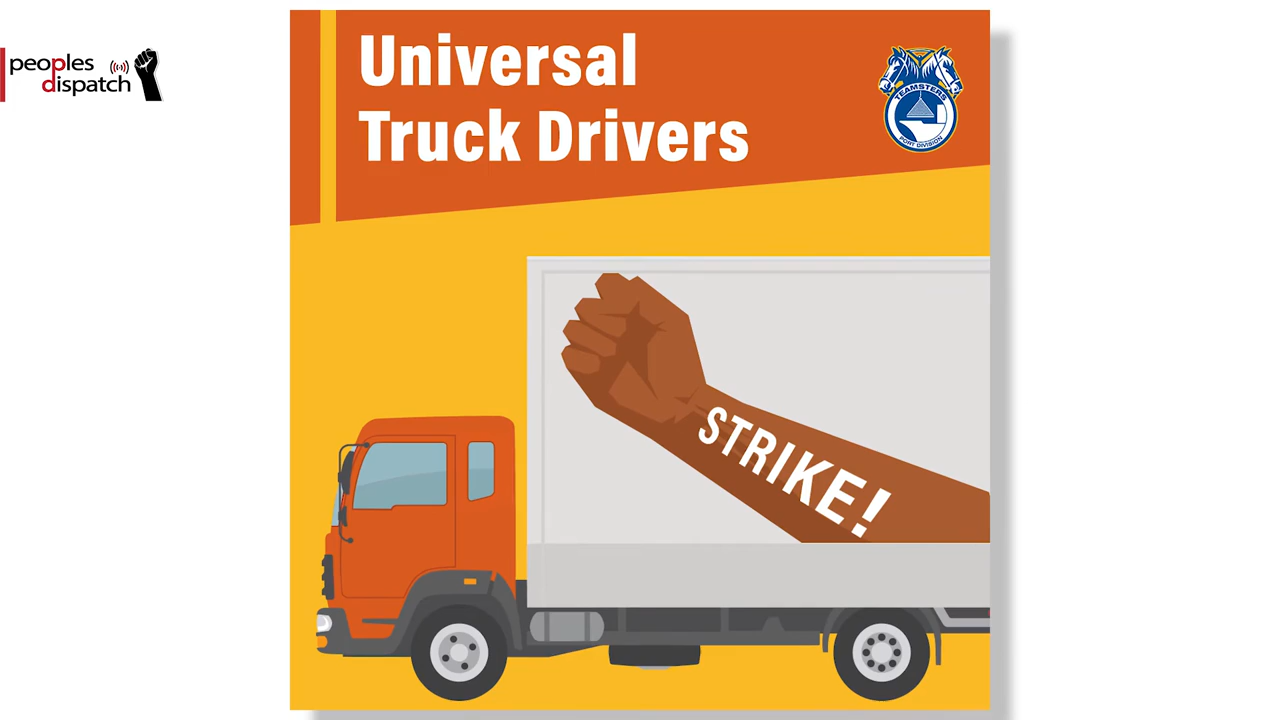 peoples
dispatch
Universal
Truck Drivers
TEAMSTERS
PORT DIVISION
STRIKE!